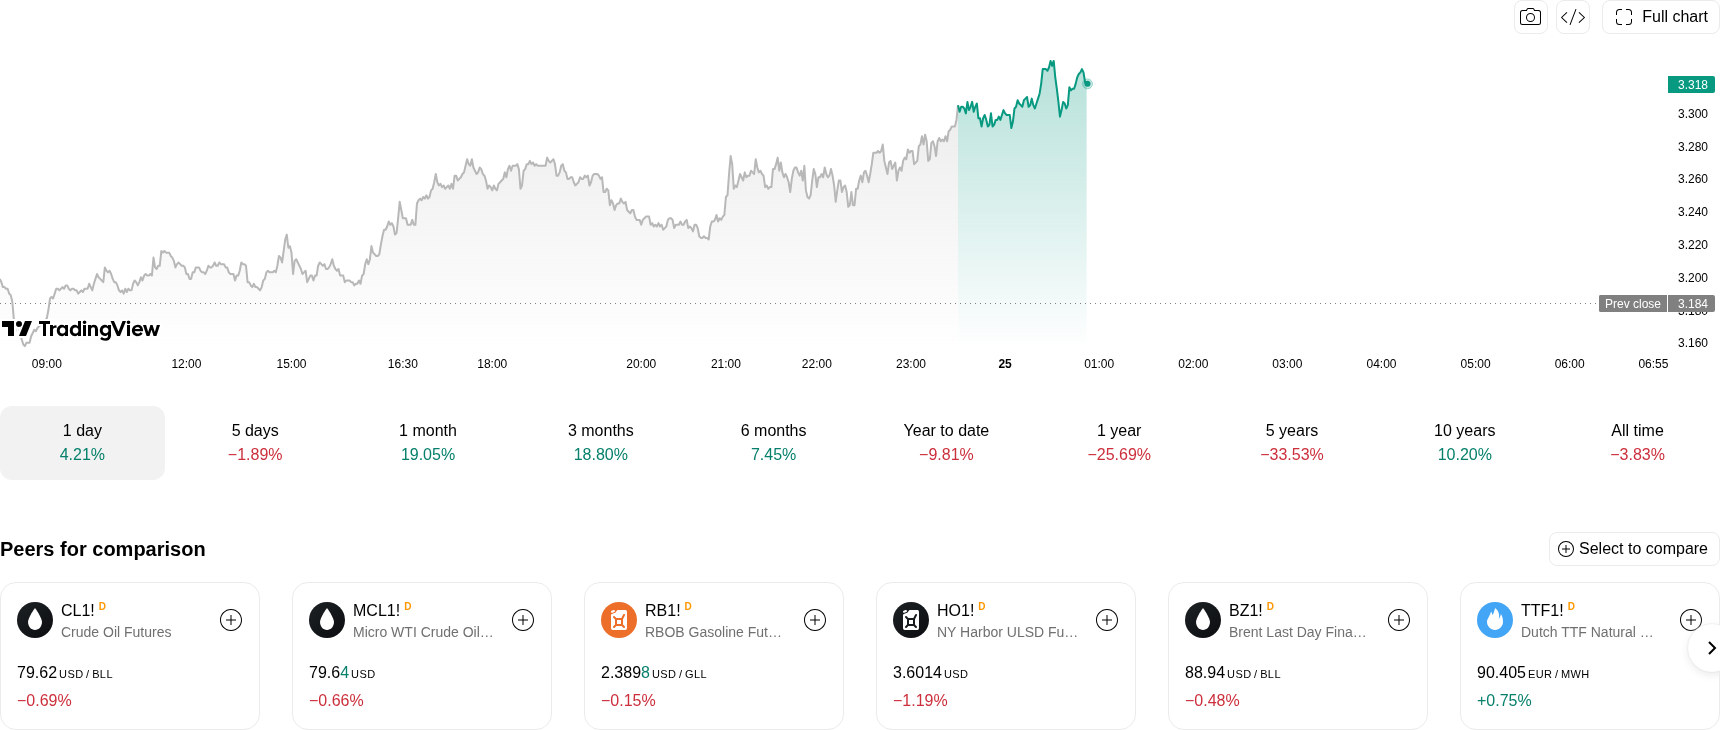 Full chart
3.318
3.300
3.280
3.260
3.240
3.220
3.200
Prev close 3.184
3.180
3.160
TradingView
09:00 12:00 15:00 16:30 18:00 20:00 21:00 22:00 23:00 25 01:00 02:00 03:00 04:00 05:00 06:00 06:55
1 day 5 days 1 month 3 months 6 months Year to date 1 year 5 years 10 years All time
4.21% −1.89% 19.05% 18.80% 7.45% −9.81% −25.69% −33.53% 10.20% −3.83%
Peers for comparison
Select to compare
CL1! D
Crude Oil Futures
79.62 USD / BLL
−0.69%
MCL1! D
Micro WTI Crude Oil…
79.64 USD
−0.66%
RB1! D
RBOB Gasoline Fut…
2.3898 USD / GLL
−0.15%
HO1! D
NY Harbor ULSD Fu…
3.6014 USD
−1.19%
BZ1! D
Brent Last Day Fina…
88.94 USD / BLL
−0.48%
TTF1! D
Dutch TTF Natural …
90.405 EUR / MWH
+0.75%